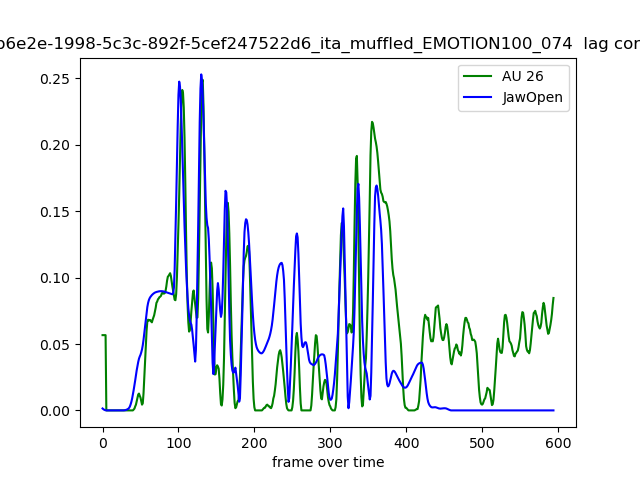 b6e2e-1998-5c3c-892f-5cef247522d6_ita_muffled_EMOTION100_074 lag cor
AU 26
JawOpen
0.25
0.20
0.15
0.10
0.05
0.00
0 100 200 300 400 500 600
frame over time